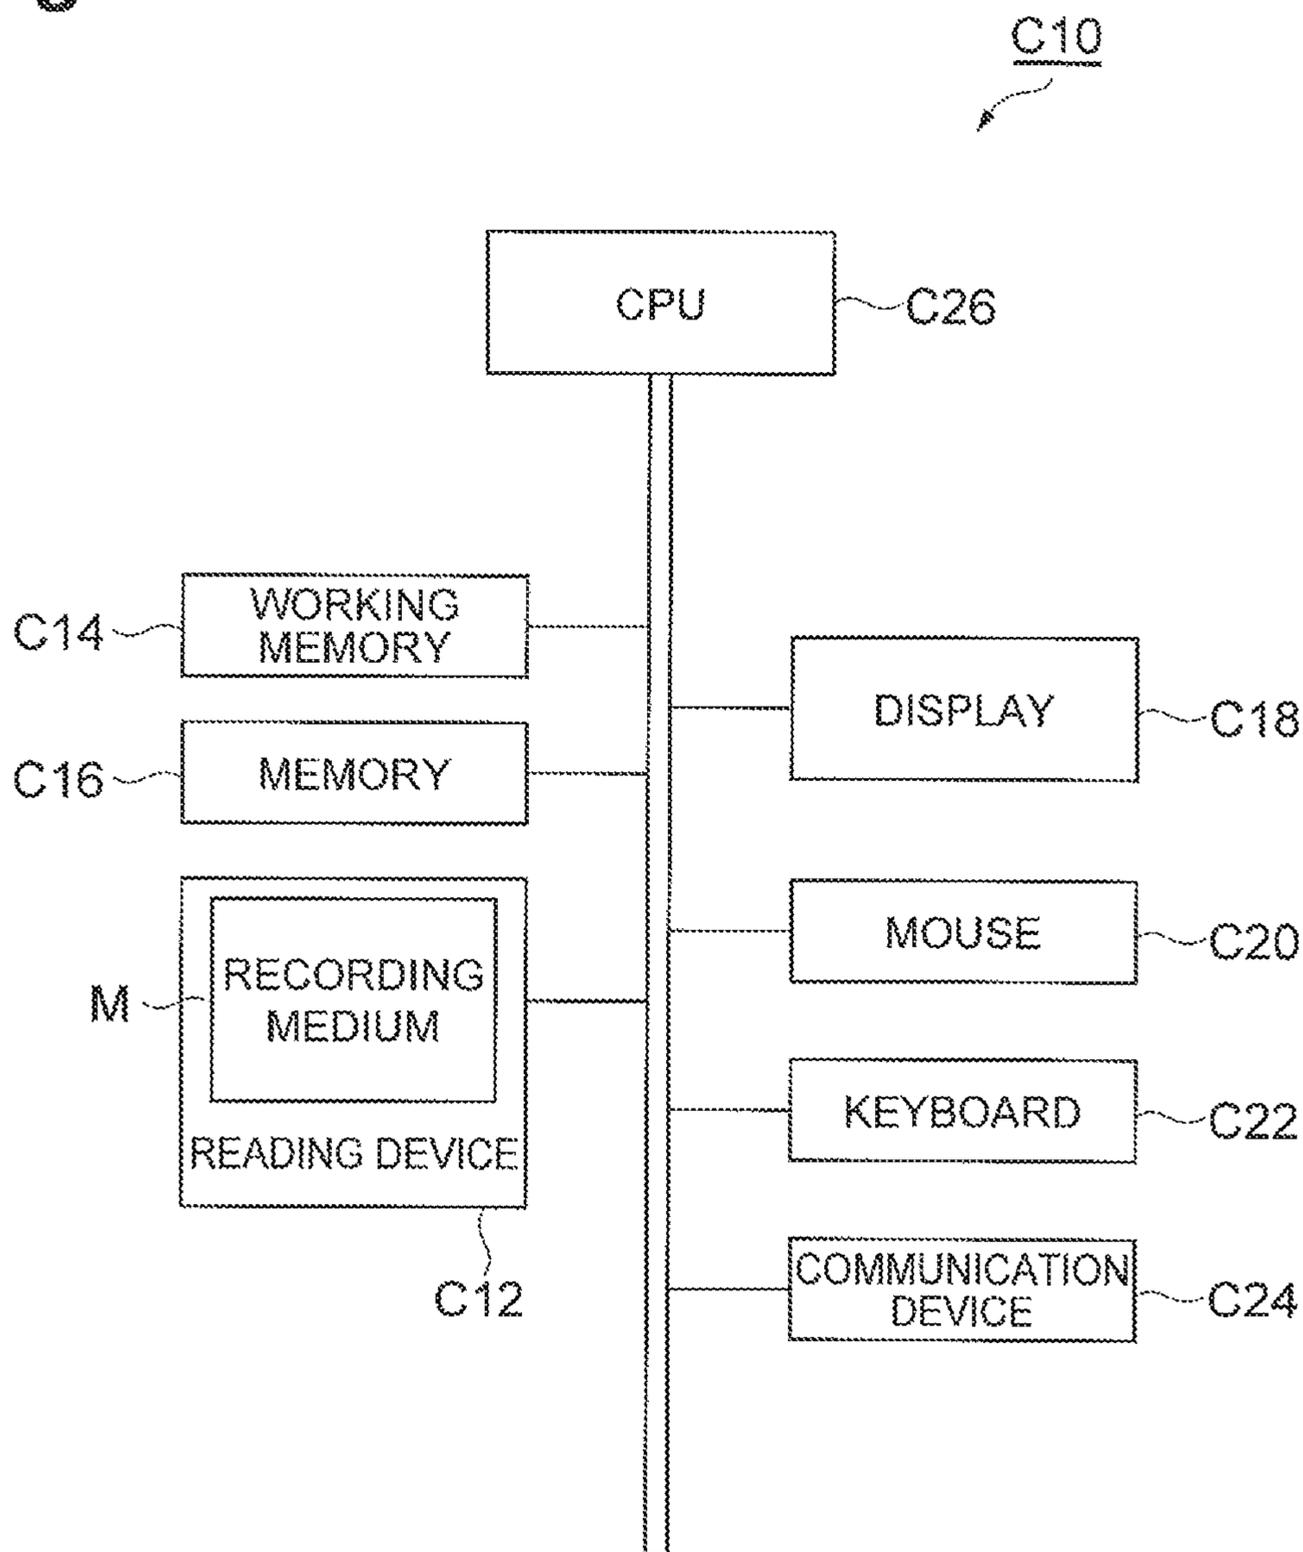 C10
CPU
C26
WORKING
MEMORY
C14
DISPLAY
C18
MEMORY
C16
MOUSE
C20
RECORDING
MEDIUM
M
READING DEVICE
C12
KEYBOARD
C22
COMMUNICATION
DEVICE
C24